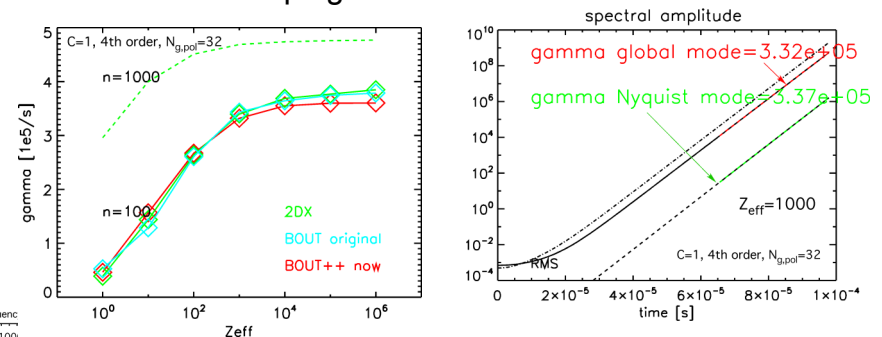 C=1, 4th order, Ng,pol=32
n=1000
n=100
2DX
BOUT original
BOUT++ now
gamma [1e5/s]
5
4
3
2
1
0
10^0 10^2 10^4 10^6
Zeff
spectral amplitude
gamma global mode=3.32e+05
gamma Nyquist mode=3.37e+05
Zeff=1000
C=1, 4th order, Ng,pol=32
RMS
10^10
10^8
10^6
10^4
10^2
10^0
10^-2
10^-4
0 2×10^-5 4×10^-5 6×10^-5 8×10^-5 1×10^-4
time [s]